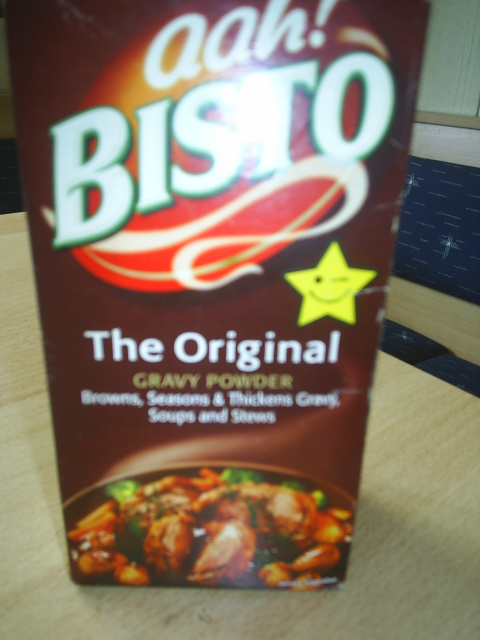 aah!
BISTO
The Original
GRAVY POWDER
Browns, Seasons & Thickens Gravy,
Soups and Stews